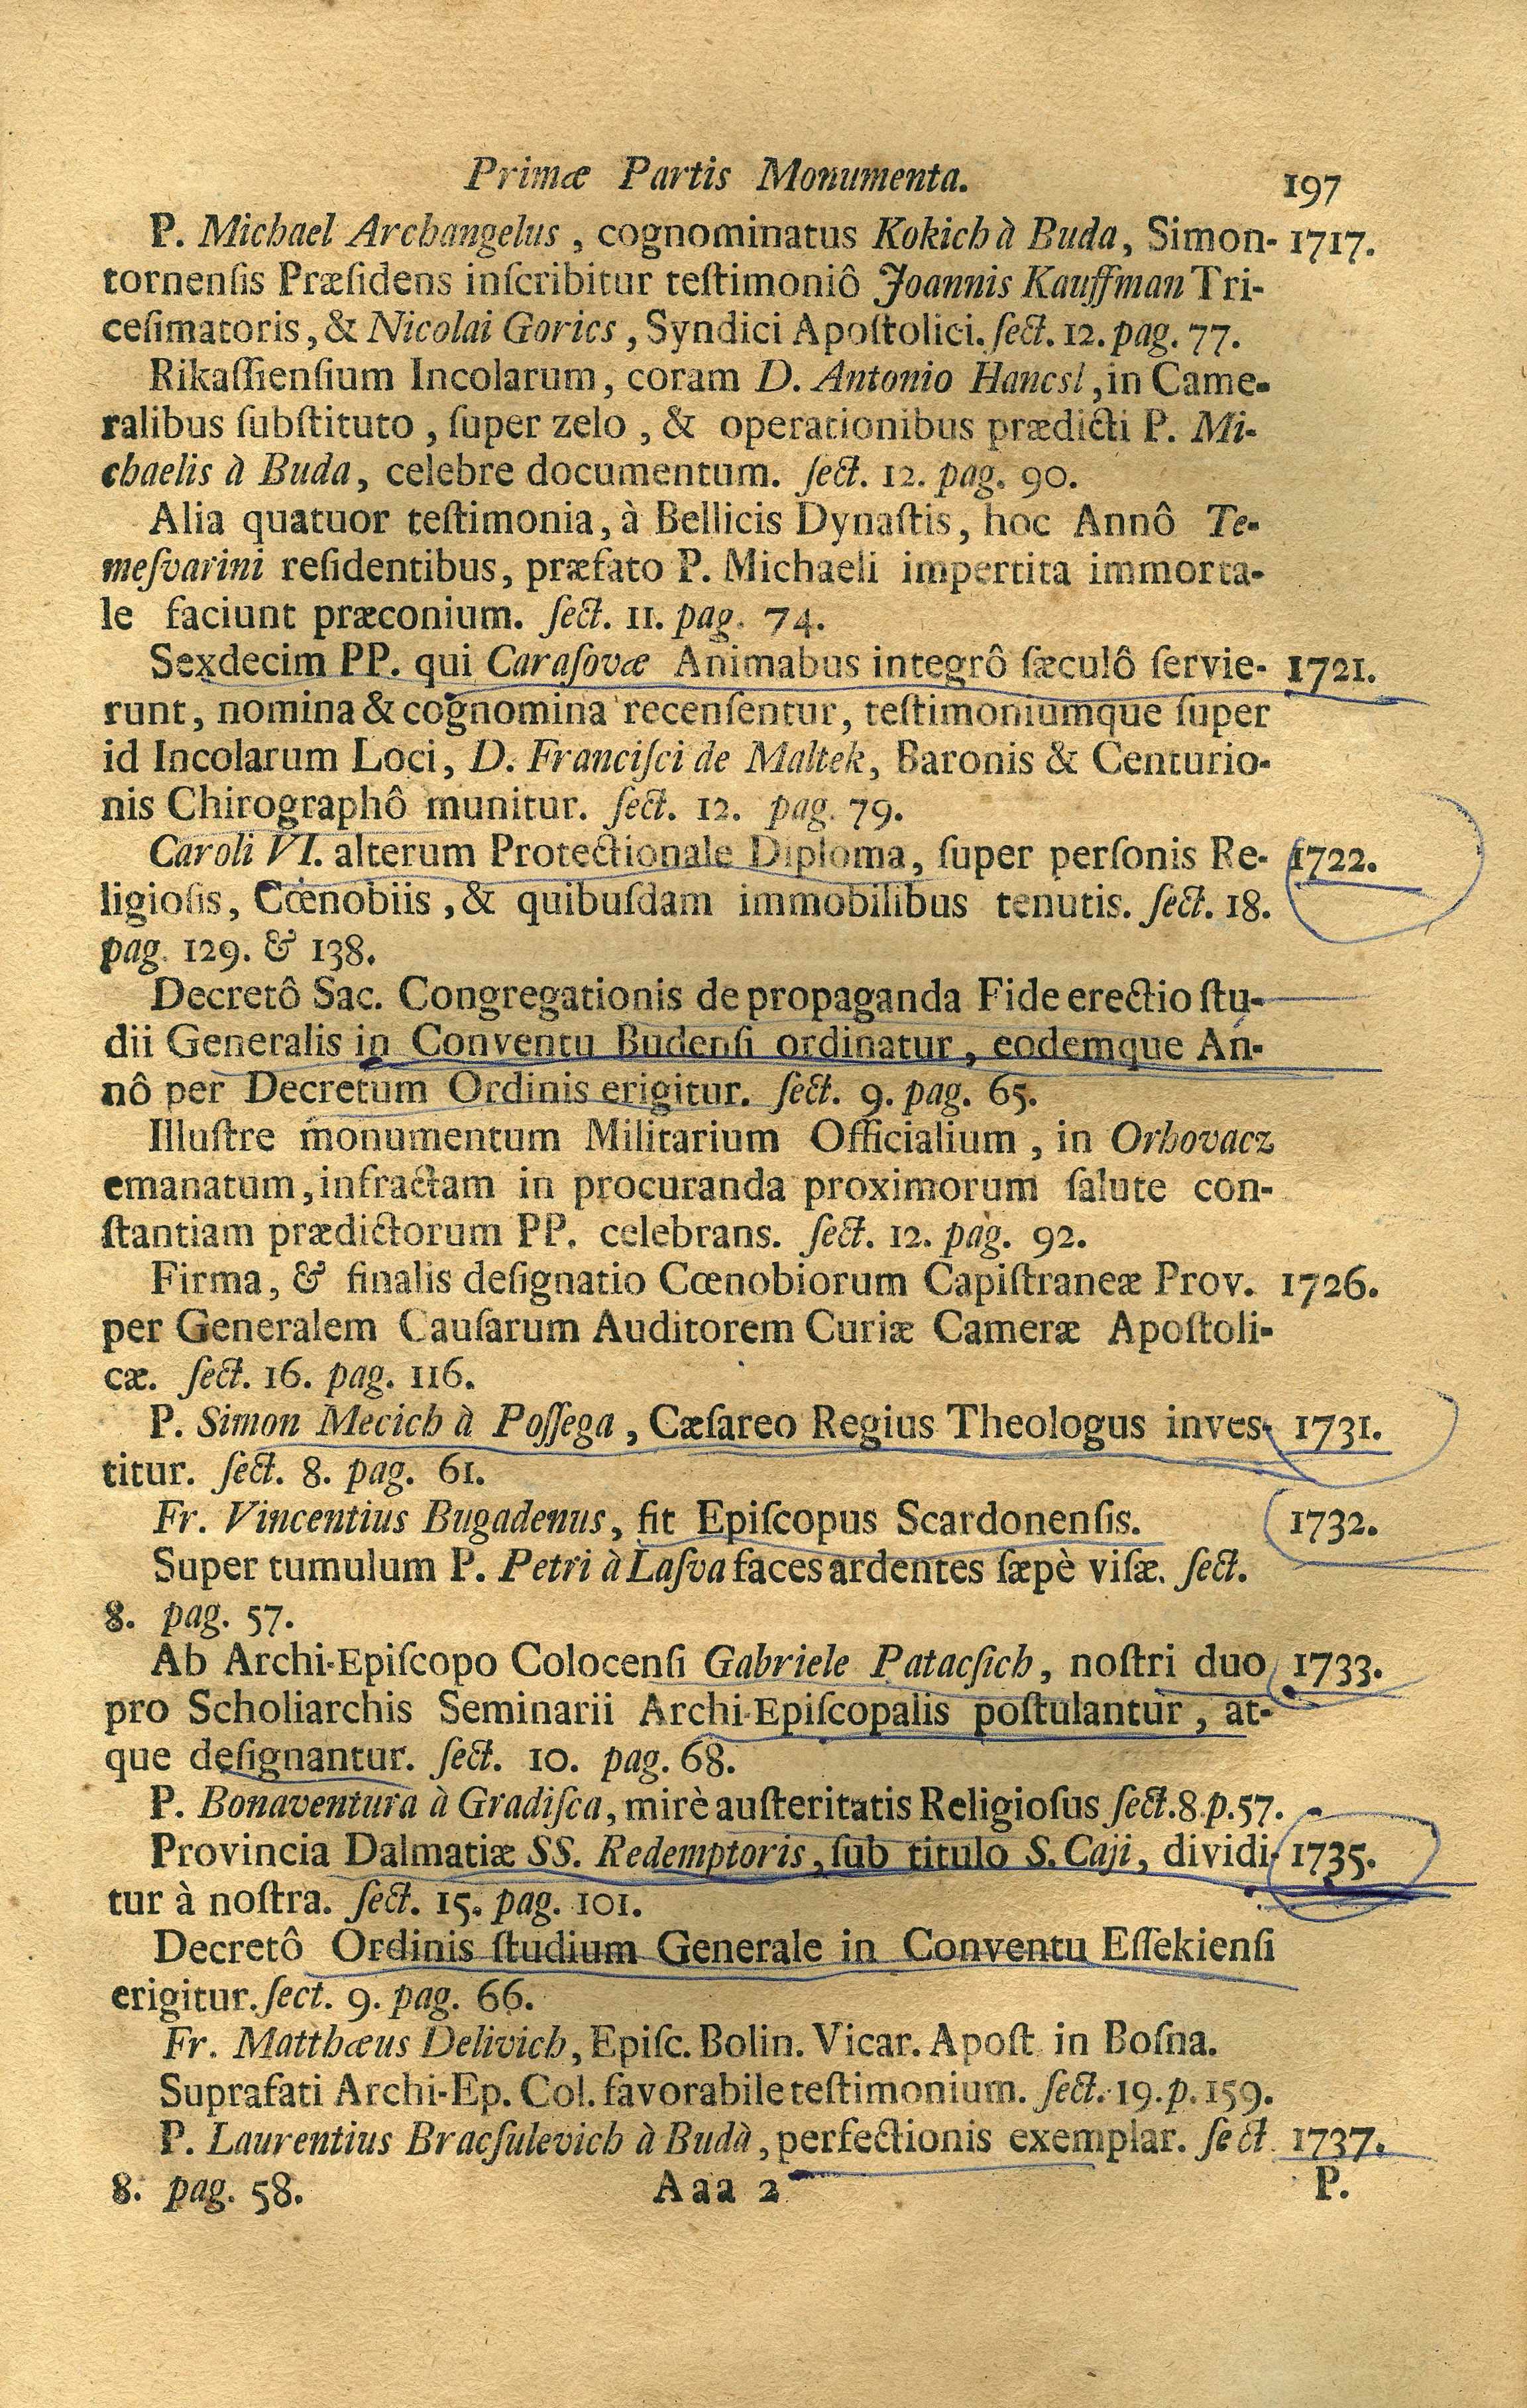 Primæ Partis Monumenta. 197
P. Michael Archangelus, cognominatus Kokich à Buda, Simon- 1717.
tornensis Præsidens inscribitur testimoniô Joannis Kauffman Tri-
cesimatoris, & Nicolai Gorics, Syndici Apostolici. sect. 12. pag. 77.
Rikassiensium Incolarum, coram D. Antonio Hancsl, in Came-
ralibus substituto, super zelo, & operationibus prædicti P. Mi-
chaelis à Buda, celebre documentum. sect. 12. pag. 90.
Alia quatuor testimonia, à Bellicis Dynastis, hoc Annô Te-
mesvarini residentibus, præfato P. Michaeli impertita immorta-
le faciunt præconium. sect. 11. pag. 74.
Sexdecim PP. qui Carasovæ Animabus integrô sæculô servie- 1721.
runt, nomina & cognomina recensentur, testimoniumque super
id Incolarum Loci, D. Francisci de Maltek, Baronis & Centurio-
nis Chirographô munitur. sect. 12. pag. 79.
Caroli VI. alterum Protectionale Diploma, super personis Re- 1722.
ligiosis, Cœnobiis, & quibusdam immobilibus tenutis. sect. 18.
pag. 129. & 138.
Decretô Sac. Congregationis de propaganda Fide erectio stu-
dii Generalis in Conventu Budensi ordinatur, eodemque An-
nô per Decretum Ordinis erigitur. sect. 9. pag. 65.
Illustre monumentum Militarium Officialium, in Orhovacz
emanatum, infractam in procuranda proximorum salute con-
stantiam prædictorum PP. celebrans. sect. 12. pag. 92.
Firma, & finalis designatio Cœnobiorum Capistraneæ Prov. 1726.
per Generalem Causarum Auditorem Curiæ Cameræ Apostoli-
cæ. sect. 16. pag. 116.
P. Simon Mecich à Possega, Cæsareo Regius Theologus inves- 1731.
titur. sect. 8. pag. 61.
Fr. Vincentius Bugadenus, fit Episcopus Scardonensis. 1732.
Super tumulum P. Petri à Lasva faces ardentes sæpè visæ. sect.
8. pag. 57.
Ab Archi-Episcopo Colocensi Gabriele Patacsich, nostri duo 1733.
pro Scholiarchis Seminarii Archi-Episcopalis postulantur, at-
que designantur. sect. 10. pag. 68.
P. Bonaventura à Gradisca, mirè austeritatis Religiosus sect. 8. p. 57.
Provincia Dalmatiæ SS. Redemptoris, sub titulo S. Caji, dividi- 1735.
tur à nostra. sect. 15. pag. 101.
Decretô Ordinis studium Generale in Conventu Essekiensi
erigitur. sect. 9. pag. 66.
Fr. Matthæus Delivich, Episc. Bolin. Vicar. Apost. in Bosna.
Suprafati Archi-Ep. Col. favorabile testimonium. sect. 19. p. 159.
P. Laurentius Bracsulevich à Budà, perfectionis exemplar. sect. 1737.
8. pag. 58. Aaa 2 P.